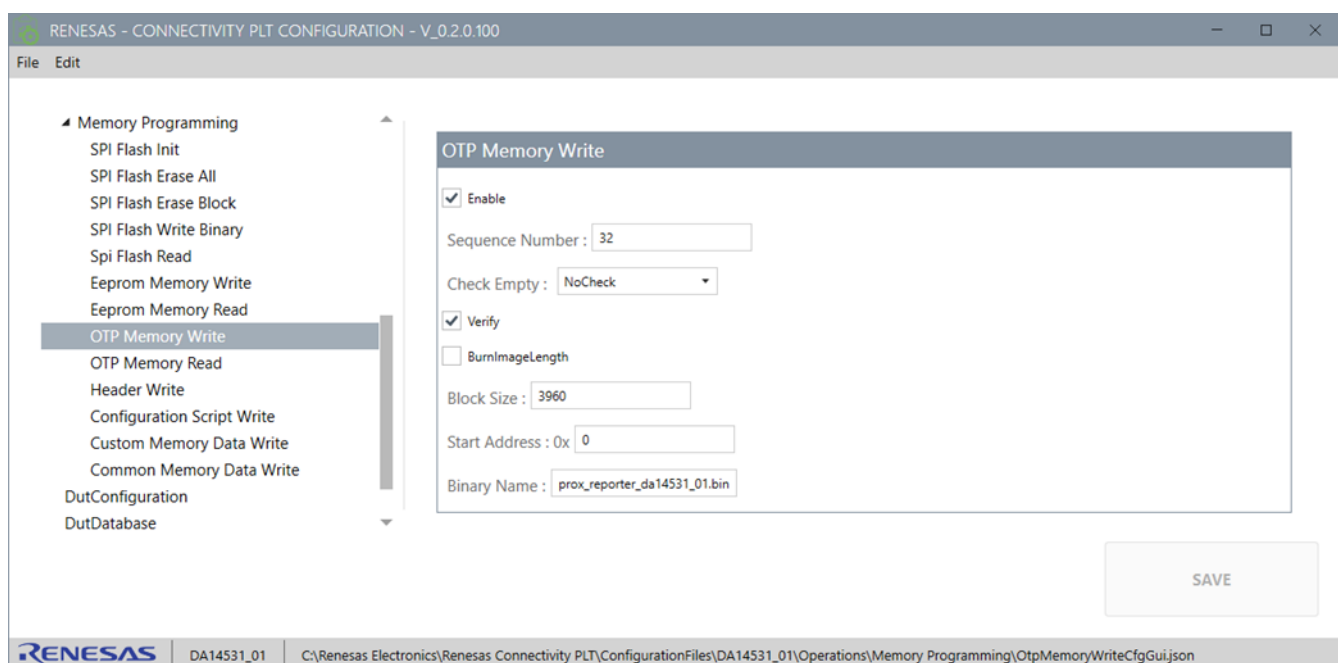 RENESAS - CONNECTIVITY PLT CONFIGURATION - V_0.2.0.100
File Edit
Memory Programming
SPI Flash Init
SPI Flash Erase All
SPI Flash Erase Block
SPI Flash Write Binary
Spi Flash Read
Eeprom Memory Write
Eeprom Memory Read
OTP Memory Write
OTP Memory Read
Header Write
Configuration Script Write
Custom Memory Data Write
Common Memory Data Write
DutConfiguration
DutDatabase
OTP Memory Write
Enable
Sequence Number : 32
Check Empty : NoCheck
Verify
BurnImageLength
Block Size : 3960
Start Address : 0x 0
Binary Name : prox_reporter_da14531_01.bin
SAVE
RENESAS DA14531_01 C:\Renesas Electronics\Renesas Connectivity PLT\ConfigurationFiles\DA14531_01\Operations\Memory Programming\OtpMemoryWriteCfgGui.json